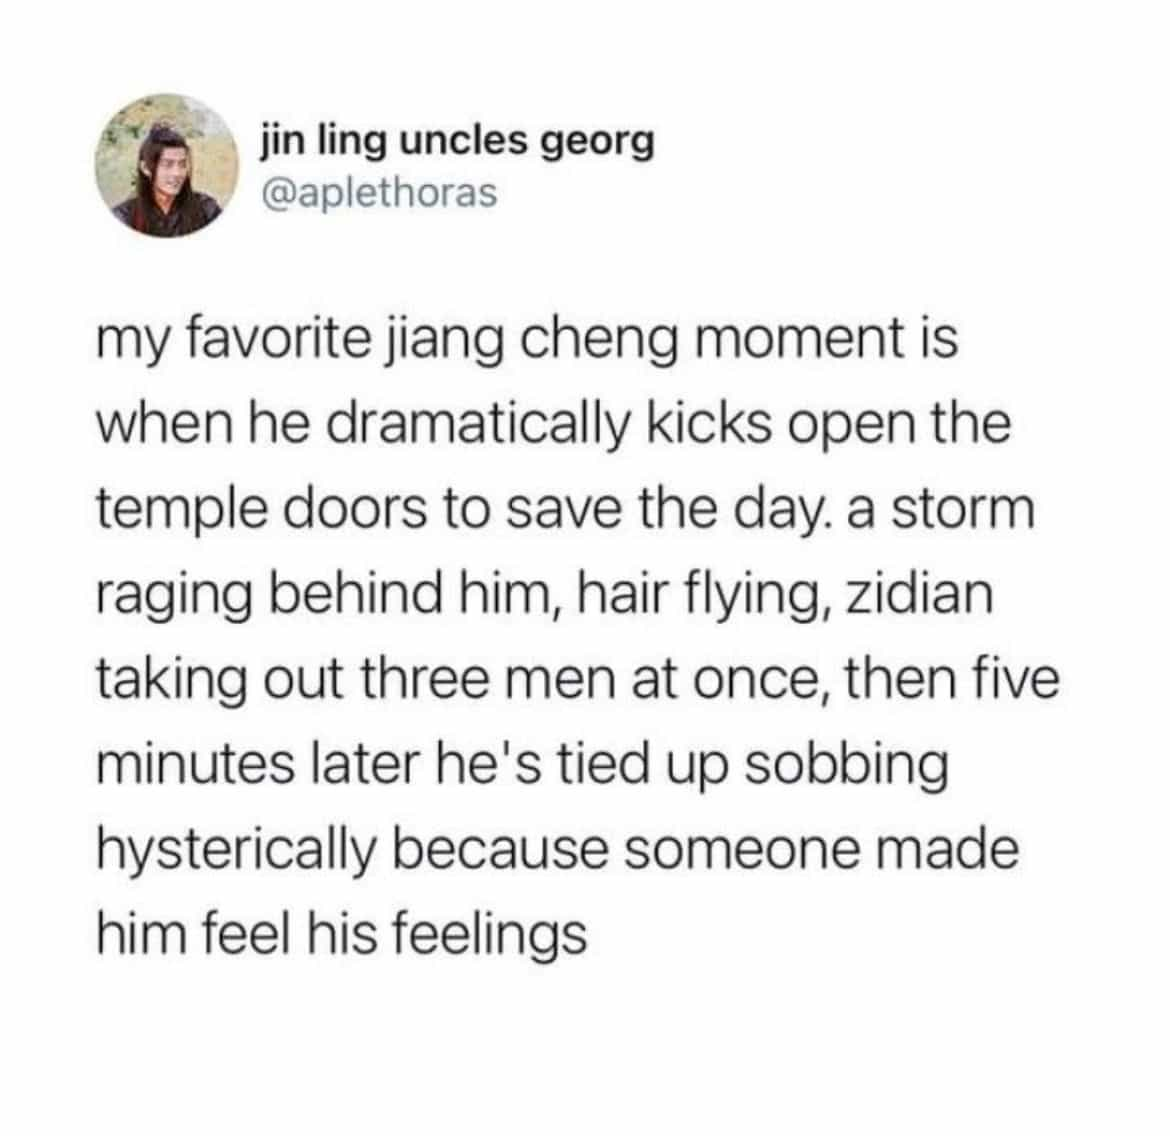 jin ling uncles georg
@aplethoras
my favorite jiang cheng moment is
when he dramatically kicks open the
temple doors to save the day. a storm
raging behind him, hair flying, zidian
taking out three men at once, then five
minutes later he's tied up sobbing
hysterically because someone made
him feel his feelings